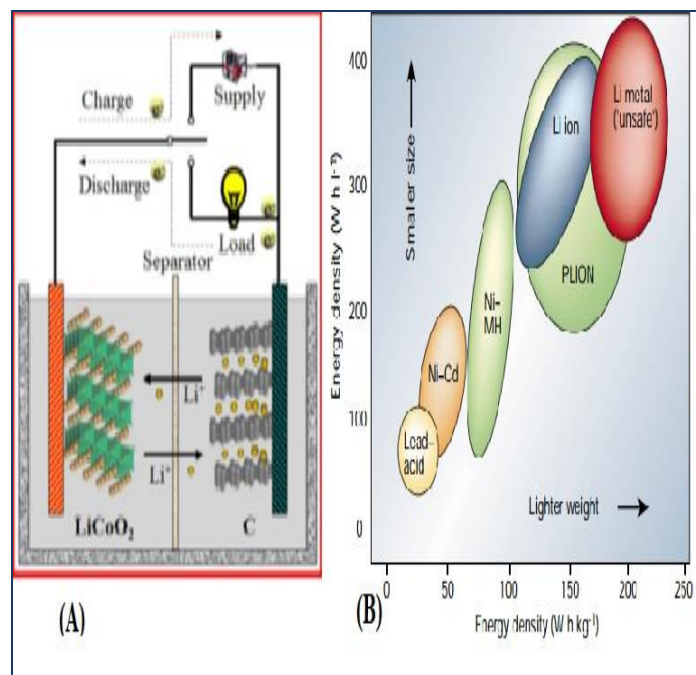 Charge
Supply
Discharge
Load
Separator
Li⁺
Li⁺
LiCoO₂
C
(A)
Energy density (W h l⁻¹)
400
300
200
100
0
Smaller size
Li ion
Li metal
('unsafe')
PLION
Ni–
MH
Ni–Cd
Lead–
acid
Lighter weight
0
50
100
150
200
250
Energy density (W h kg⁻¹)
(B)